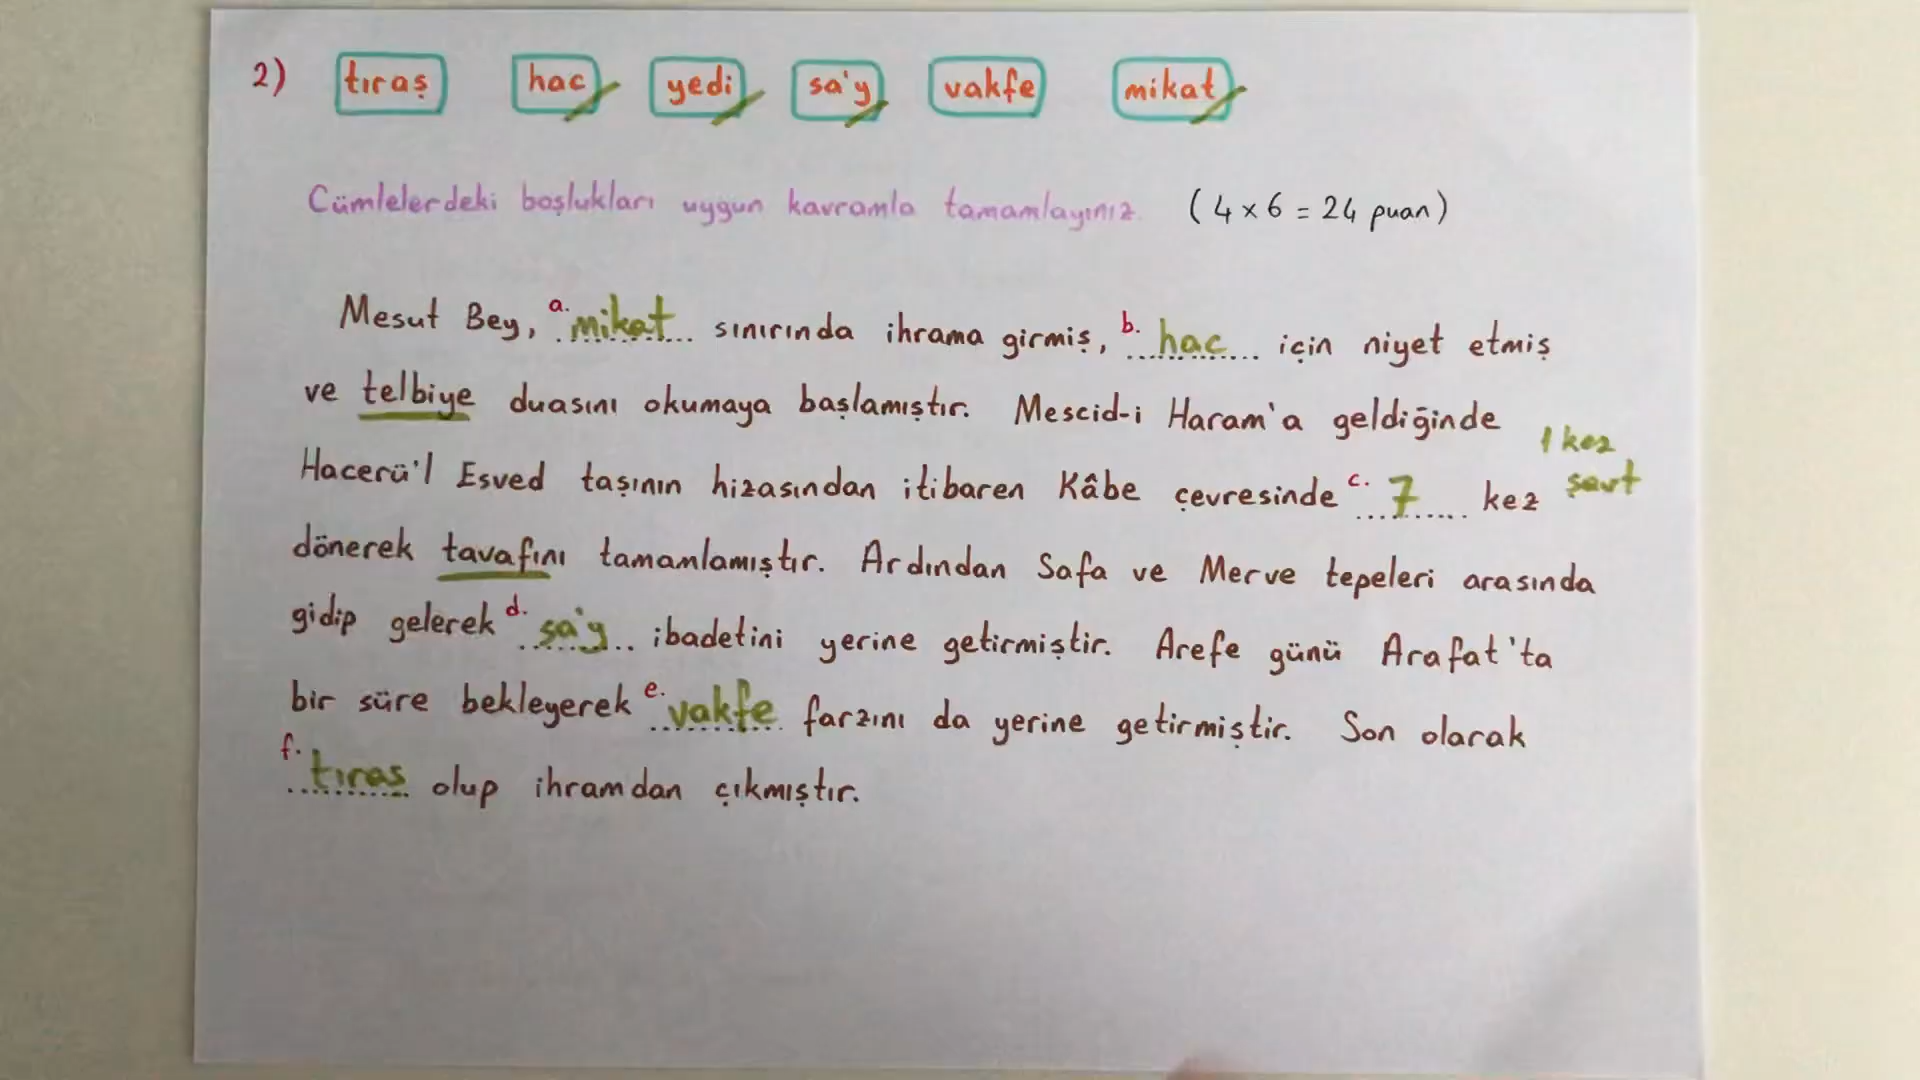 2) tıraş hac yedi sa'y vakfe mikat
Cümlelerdeki boşlukları uygun kavramla tamamlayınız. (4 x 6 = 24 puan)
Mesut Bey, a. mikat sınırında ihrama girmiş, b. hac için niyet etmiş
ve telbiye duasını okumaya başlamıştır. Mescid-i Haram'a geldiğinde
1 kez
Hacerü'l Esved taşının hizasından itibaren Kâbe çevresinde c. 7 kez şavt
dönerek tavafını tamamlamıştır. Ardından Safa ve Merve tepeleri arasında
gidip gelerek d. sa'y ibadetini yerine getirmiştir. Arefe günü Arafat'ta
bir süre bekleyerek e. vakfe farzını da yerine getirmiştir. Son olarak
f. tıras olup ihramdan çıkmıştır.